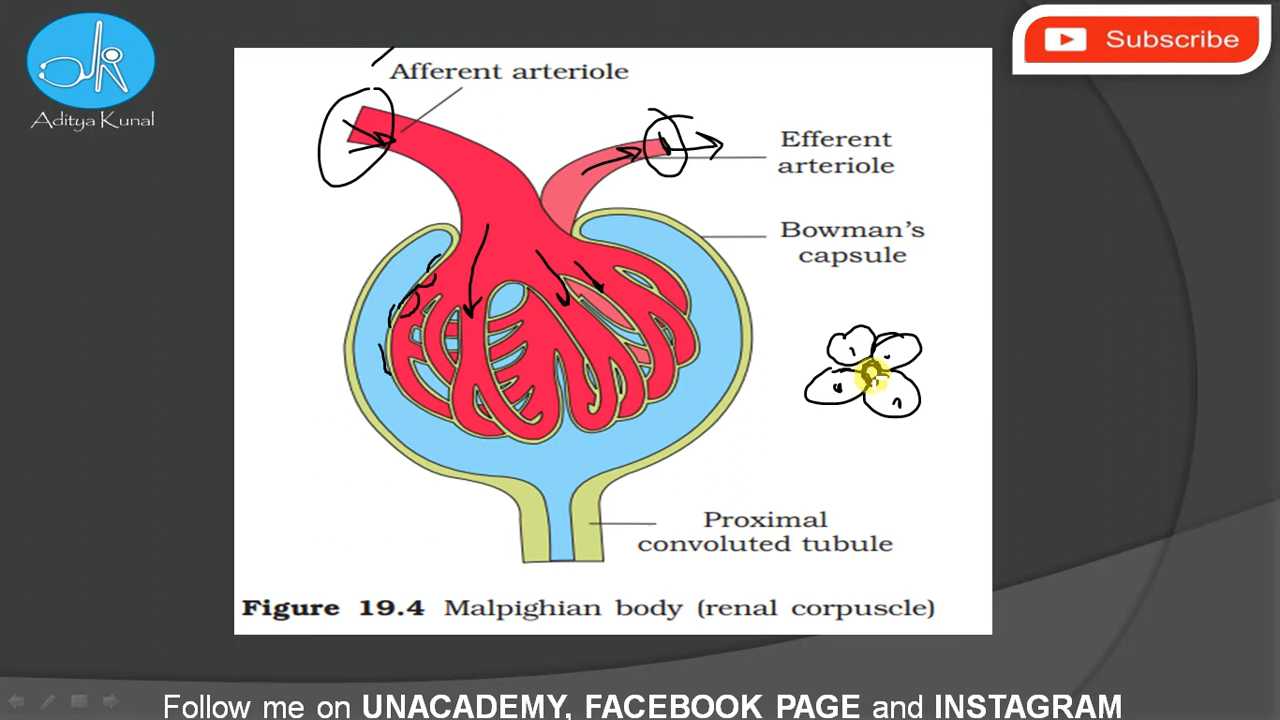 Aditya Kunal
Subscribe
Afferent arteriole
Efferent
arteriole
Bowman's
capsule
Proximal
convoluted tubule
Figure 19.4 Malpighian body (renal corpuscle)
Follow me on UNACADEMY, FACEBOOK PAGE and INSTAGRAM